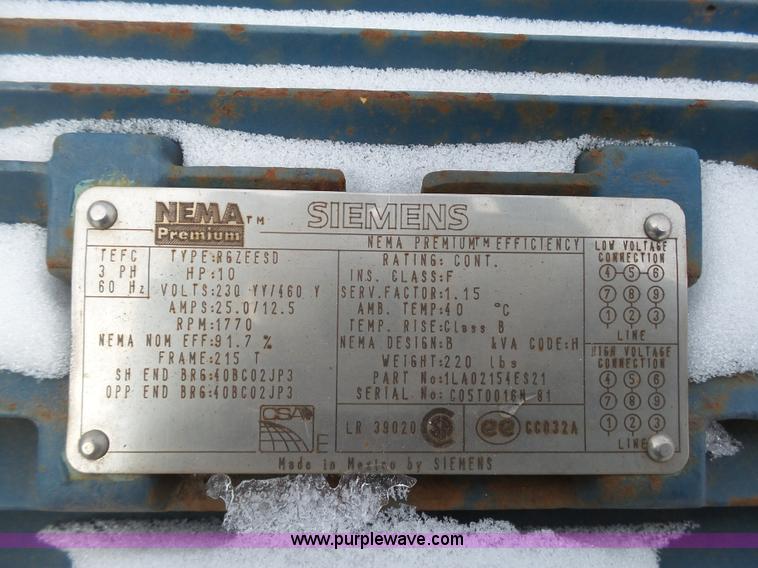 NEMA™ SIEMENS
Premium
NEMA PREMIUM™ EFFICIENCY
TEFC
3 PH
60 Hz
TYPE:RGZEESD
HP:10
VOLTS:230 YY/460 Y
AMPS:25.0/12.5
RPM:1770
NEMA NOM EFF:91.7 %
FRAME:215 T
SH END BRG:40BC02JP3
OPP END BRG:40BC02JP3
RATING: CONT.
INS. CLASS:F
SERV.FACTOR:1.15
AMB. TEMP:40 °C
TEMP. RISE:Class B
NEMA DESIGN:B kVA CODE:H
WEIGHT:220 lbs
PART No:1LA02154ES21
SERIAL No: C05T0016N 81
LOW VOLTAGE
CONNECTION
4-5-6
7 8 9
1 2 3
LINE
HIGH VOLTAGE
CONNECTION
4 5 6
7 8 9
1 2 3
LINE
CSA
E
LR 39020
ee CC032A
Made in Mexico by SIEMENS
www.purplewave.com